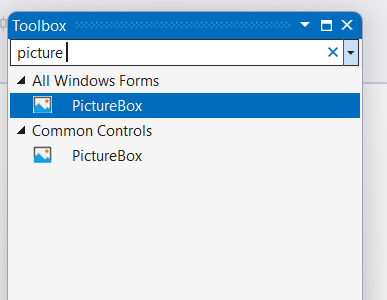 Toolbox
picture
All Windows Forms
PictureBox
Common Controls
PictureBox